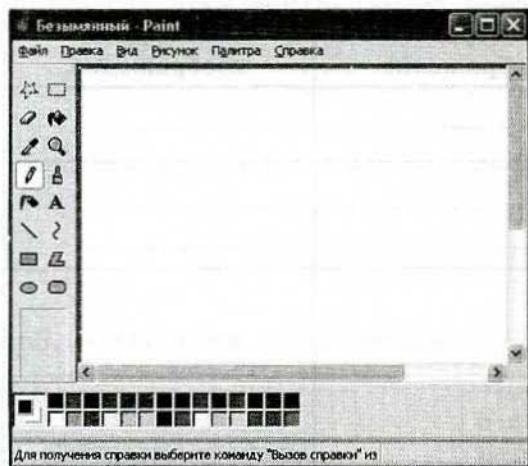 Безымянный - Paint
Файл Правка Вид Рисунок Палитра Справка
A
Для получения справки выберите команду "Вызов справки" из